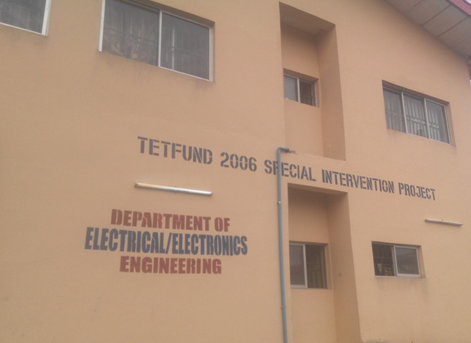 TETFUND 2006 SPECIAL INTERVENTION PROJECT
DEPARTMENT OF
ELECTRICAL/ELECTRONICS
ENGINEERING